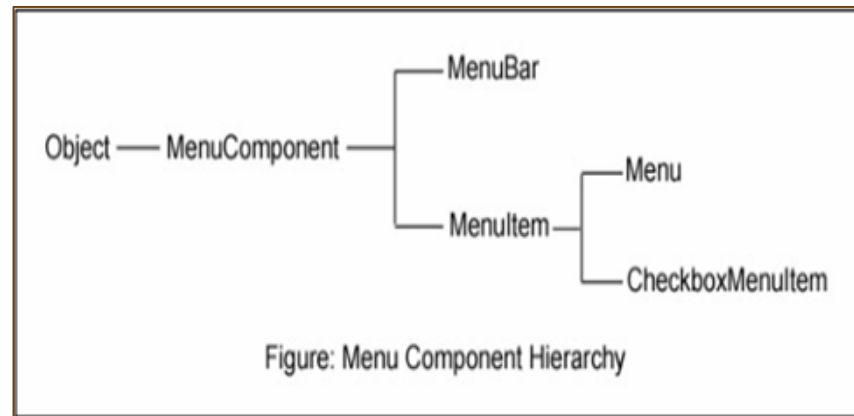 MenuBar
Object MenuComponent
Menu
MenuItem
CheckboxMenuItem
Figure: Menu Component Hierarchy